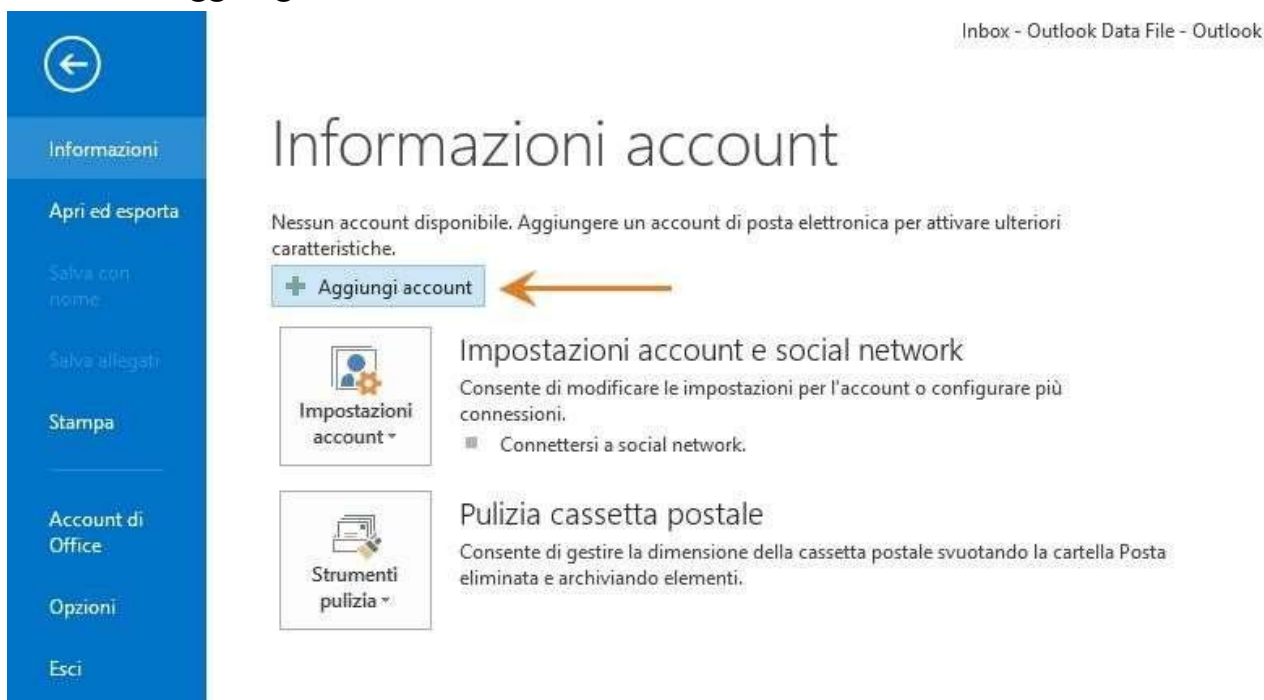 Inbox - Outlook Data File - Outlook
Informazioni
Apri ed esporta
Salva con
nome
Salva allegati
Stampa
Account di
Office
Opzioni
Esci
Informazioni account
Nessun account disponibile. Aggiungere un account di posta elettronica per attivare ulteriori
caratteristiche.
Aggiungi account
Impostazioni
account
Impostazioni account e social network
Consente di modificare le impostazioni per l'account o configurare più
connessioni.
Connettersi a social network.
Strumenti
pulizia
Pulizia cassetta postale
Consente di gestire la dimensione della cassetta postale svuotando la cartella Posta
eliminata e archiviando elementi.